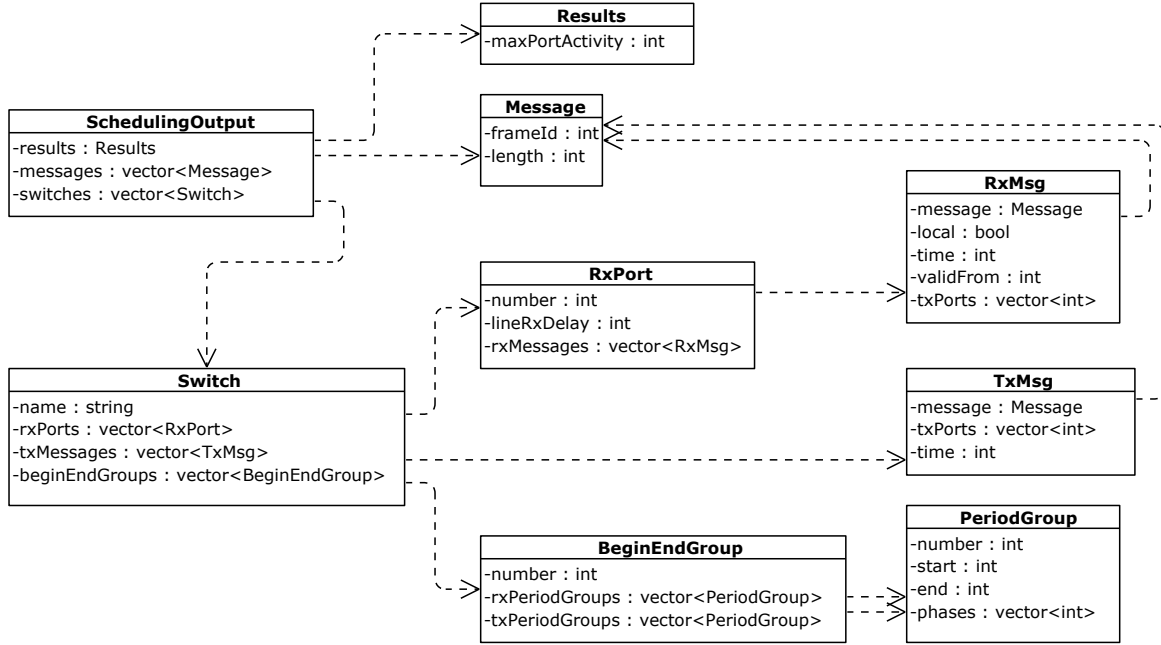 Results
-maxPortActivity : int
SchedulingOutput
-results : Results
-messages : vector<Message>
-switches : vector<Switch>
Message
-frameId : int
-length : int
RxMsg
-message : Message
-local : bool
-time : int
-validFrom : int
-txPorts : vector<int>
RxPort
-number : int
-lineRxDelay : int
-rxMessages : vector<RxMsg>
Switch
-name : string
-rxPorts : vector<RxPort>
-txMessages : vector<TxMsg>
-beginEndGroups : vector<BeginEndGroup>
TxMsg
-message : Message
-txPorts : vector<int>
-time : int
BeginEndGroup
-number : int
-rxPeriodGroups : vector<PeriodGroup>
-txPeriodGroups : vector<PeriodGroup>
PeriodGroup
-number : int
-start : int
-end : int
-phases : vector<int>